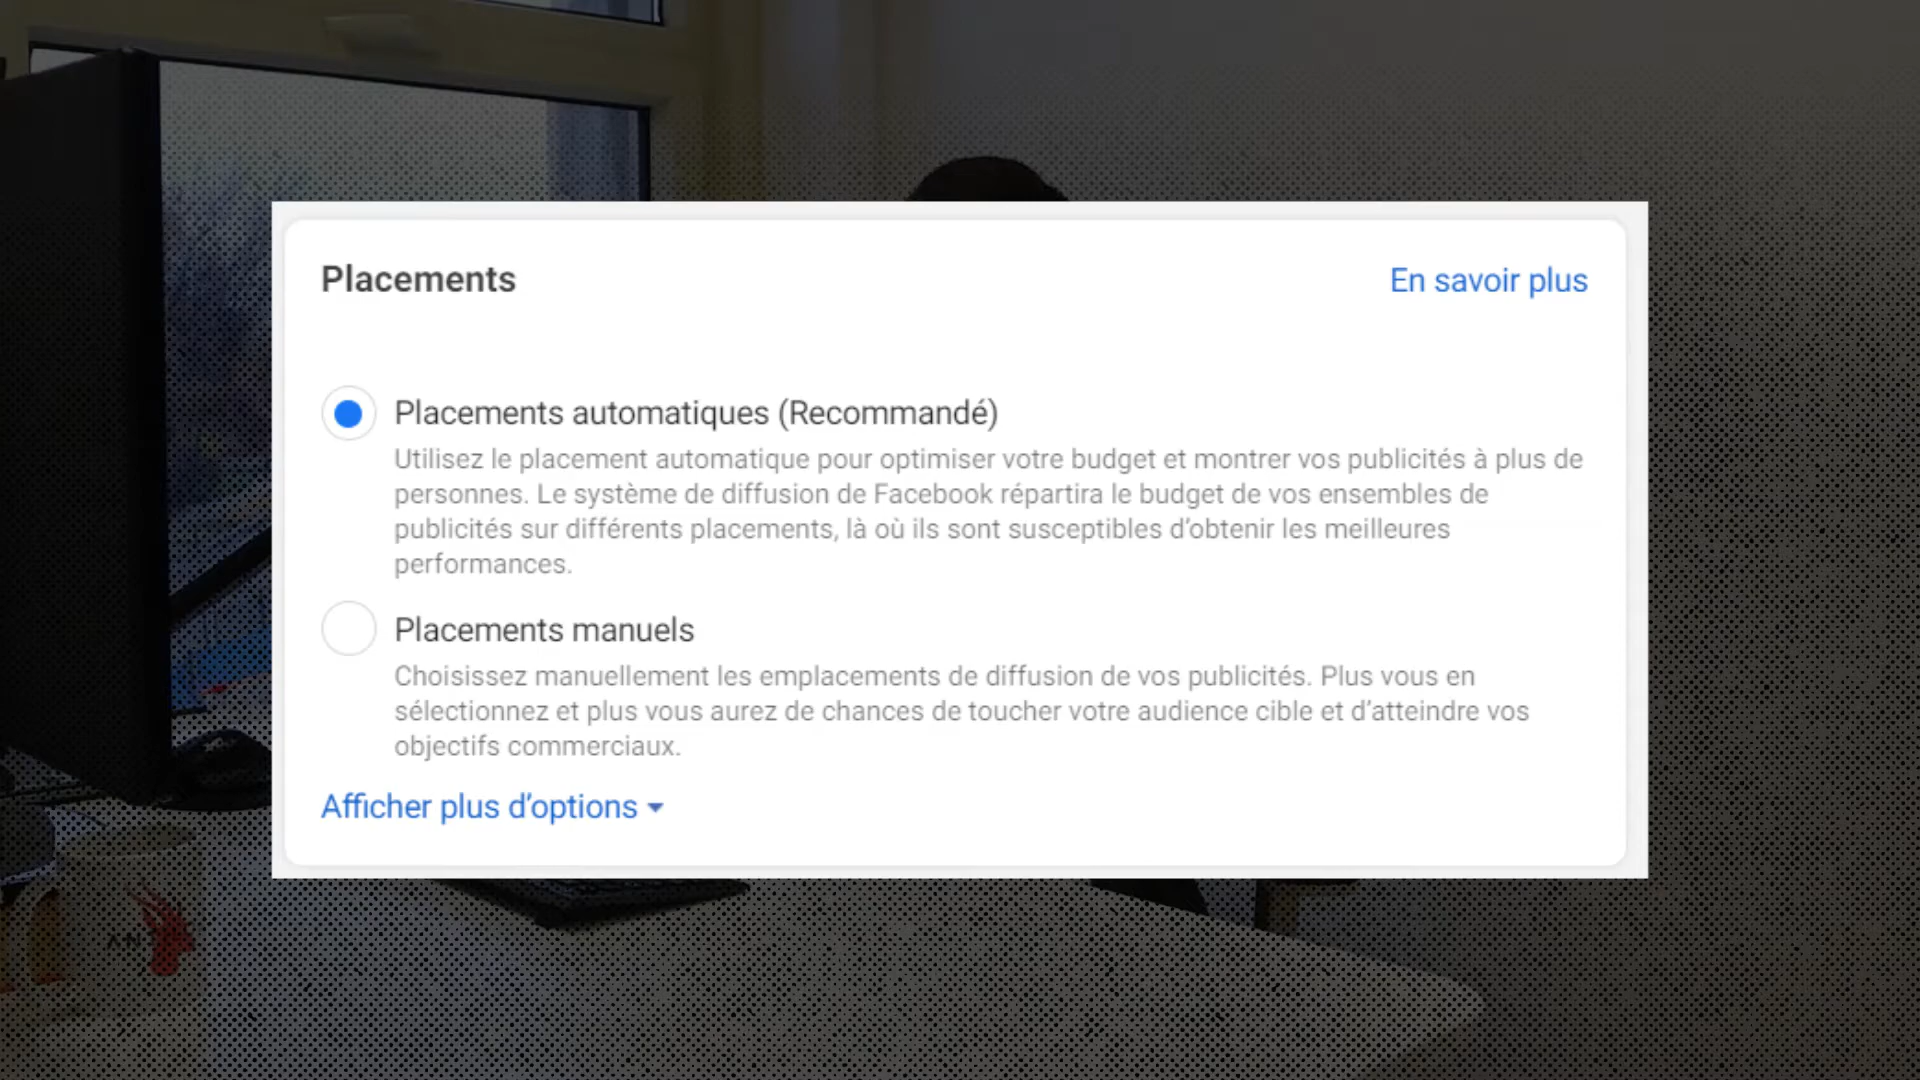 Placements
En savoir plus
Placements automatiques (Recommandé)
Utilisez le placement automatique pour optimiser votre budget et montrer vos publicités à plus de
personnes. Le système de diffusion de Facebook répartira le budget de vos ensembles de
publicités sur différents placements, là où ils sont susceptibles d’obtenir les meilleures
performances.
Placements manuels
Choisissez manuellement les emplacements de diffusion de vos publicités. Plus vous en
sélectionnez et plus vous aurez de chances de toucher votre audience cible et d’atteindre vos
objectifs commerciaux.
Afficher plus d’options